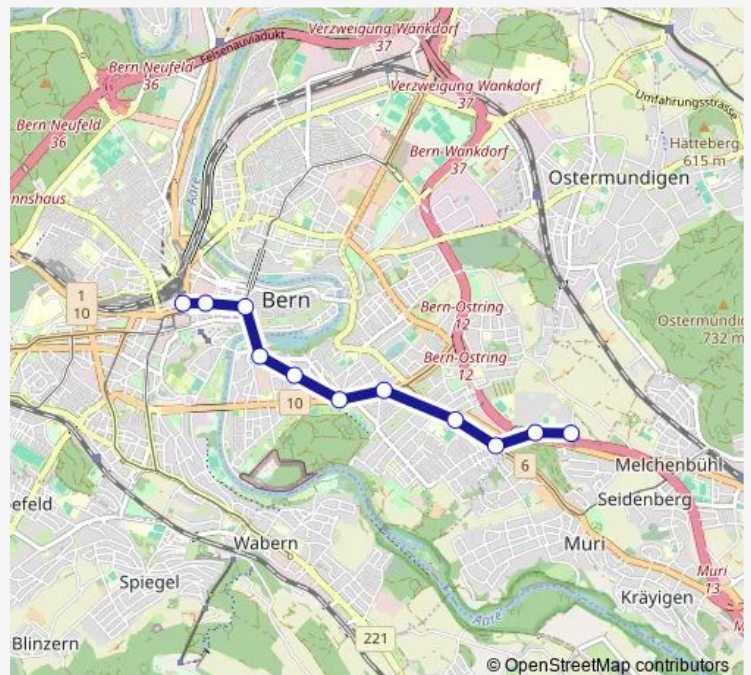 Verzweigung Wankdorf
37
Felsenauviadukt
Bern Neufeld
36
Verzweigung Wankdorf
37
Umfahrungsstrasse
Bern Neufeld
36
Bern-Wankdorf
37
Hätteberg
615 m
Aare
Ostermundigen
nnshaus
1
10
Bern
Bern-Ostring
12
Ostermundig
732 m
Bern-Ostring
12
10
6
Melchenbühl
efeld
Seidenberg
Wabern
Muri
Spiegel
Muri
13
Kräyigen
Aare
221
Blinzern
© OpenStreetMap contributors